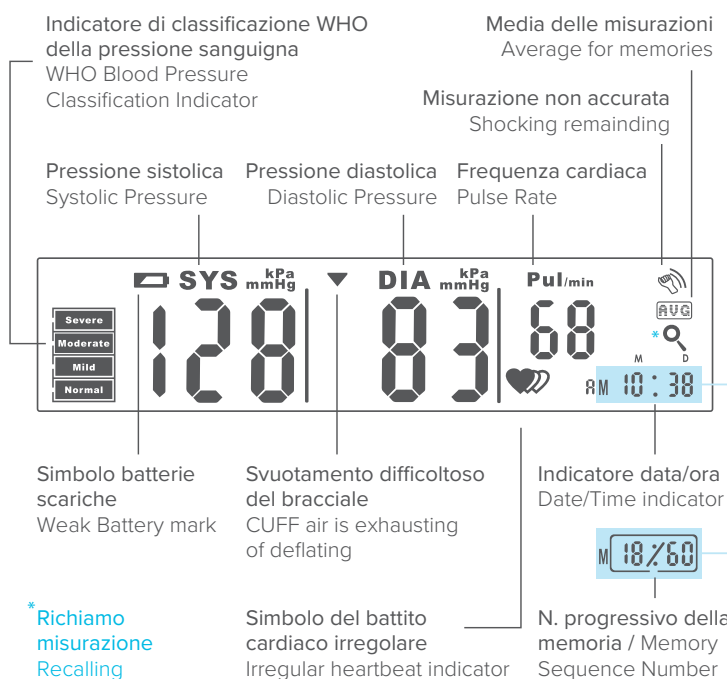 Indicatore di classificazione WHO
della pressione sanguigna
WHO Blood Pressure
Classification Indicator
Media delle misurazioni
Average for memories
Misurazione non accurata
Shocking remainding
Pressione sistolica
Systolic Pressure
Pressione diastolica
Diastolic Pressure
Frequenza cardiaca
Pulse Rate
SYS kPa
mmHg
DIA kPa
mmHg
Pul/min
AVG
*
Severe
Moderate
Mild
Normal
128
83
68
M D
AM 10:38
Simbolo batterie
scariche
Weak Battery mark
Svuotamento difficoltoso
del bracciale
CUFF air is exhausting
of deflating
Indicatore data/ora
Date/Time indicator
M 18/60
*Richiamo
misurazione
Recalling
Simbolo del battito
cardiaco irregolare
Irregular heartbeat indicator
N. progressivo della
memoria / Memory
Sequence Number